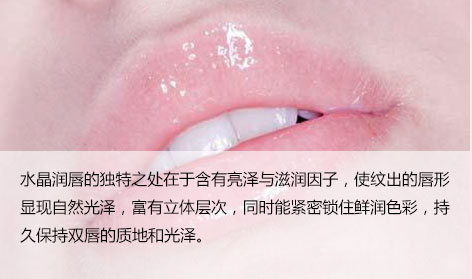 水晶润唇的独特之处在于含有亮泽与滋润因子，使纹出的唇形
显现自然光泽，富有立体层次，同时能紧密锁住鲜润色彩，持
久保持双唇的质地和光泽。